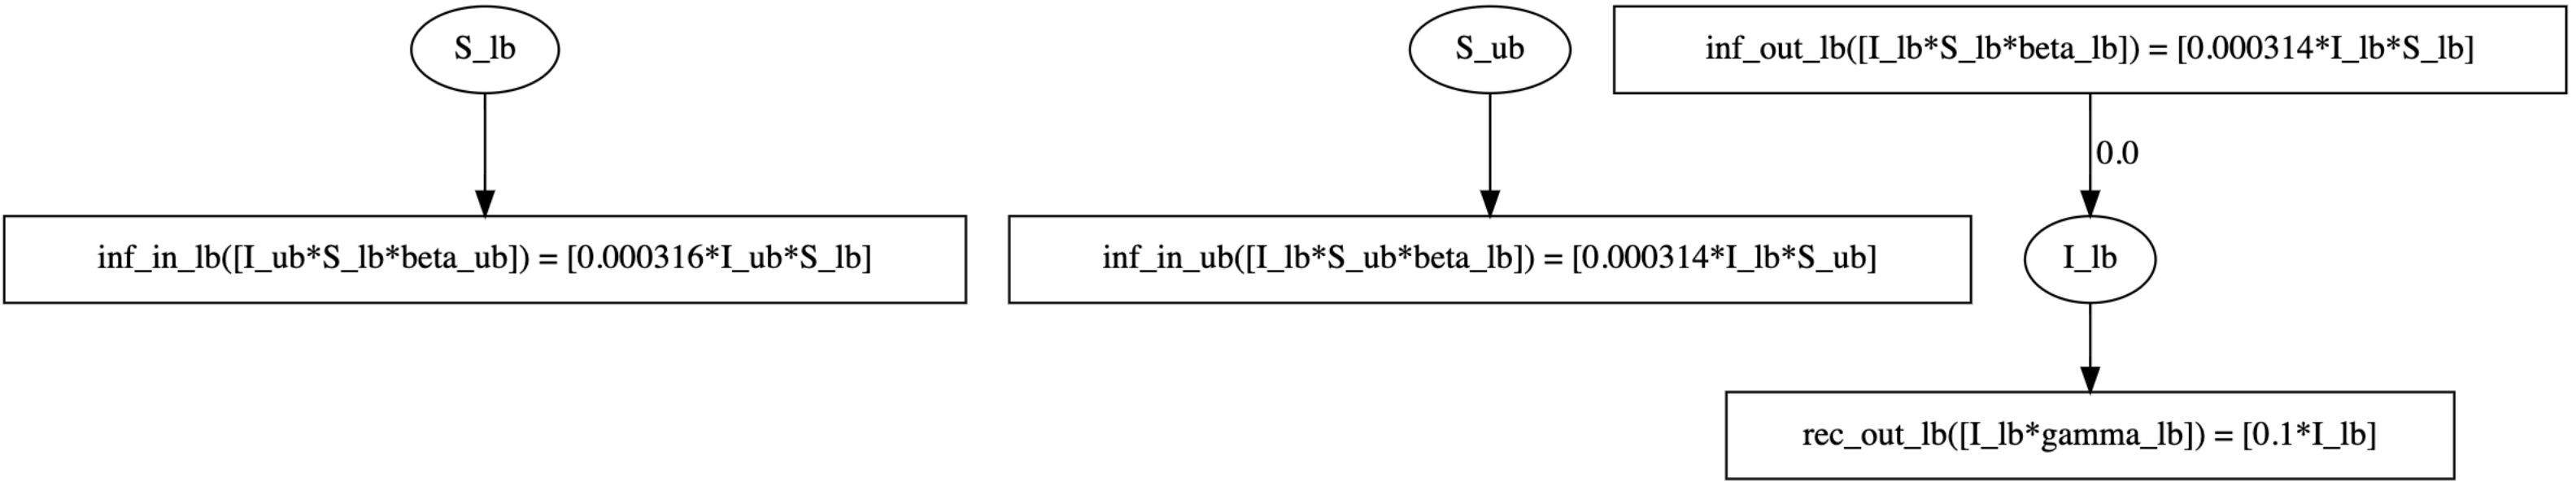 S_lb
S_ub
inf_out_lb([I_lb*S_lb*beta_lb]) = [0.000314*I_lb*S_lb]
0.0
inf_in_lb([I_ub*S_lb*beta_ub]) = [0.000316*I_ub*S_lb]
inf_in_ub([I_lb*S_ub*beta_lb]) = [0.000314*I_lb*S_ub]
I_lb
rec_out_lb([I_lb*gamma_lb]) = [0.1*I_lb]